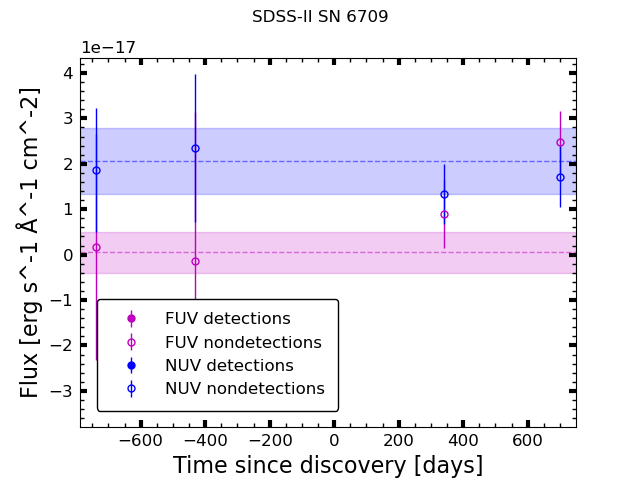 SDSS-II SN 6709
1e−17
4
3
2
1
0
−1
−2
−3
Flux [erg s^-1 Å^-1 cm^-2]
FUV detections
FUV nondetections
NUV detections
NUV nondetections
−600 −400 −200 0 200 400 600
Time since discovery [days]